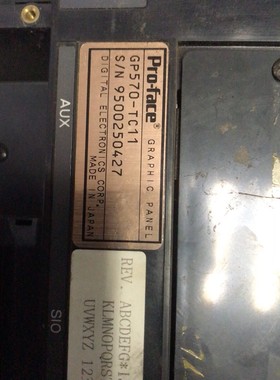 Pro-face® GRAPHIC PANEL
GP570-TC11
S/N 9500250427
DIGITAL ELECTRONICS CORP.
MADE IN JAPAN
AUX
SIO
REV. ABCDEFG*I
KLMNOPQRS
UVWXYZ 12